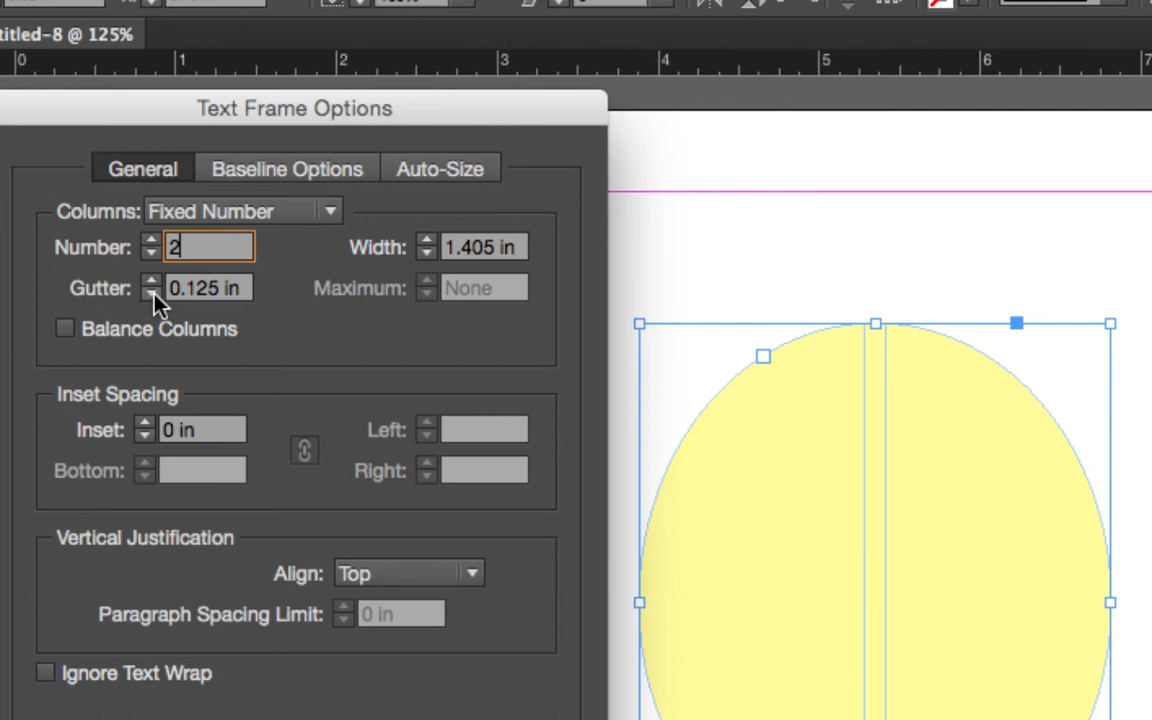 titled-8 @ 125%
0 1 2 3 4 5 6 7
Text Frame Options
General Baseline Options Auto-Size
Columns: Fixed Number
Number: 2 Width: 1.405 in
Gutter: 0.125 in Maximum: None
Balance Columns
Inset Spacing
Inset: 0 in Left:
Bottom: Right:
Vertical Justification
Align: Top
Paragraph Spacing Limit: 0 in
Ignore Text Wrap